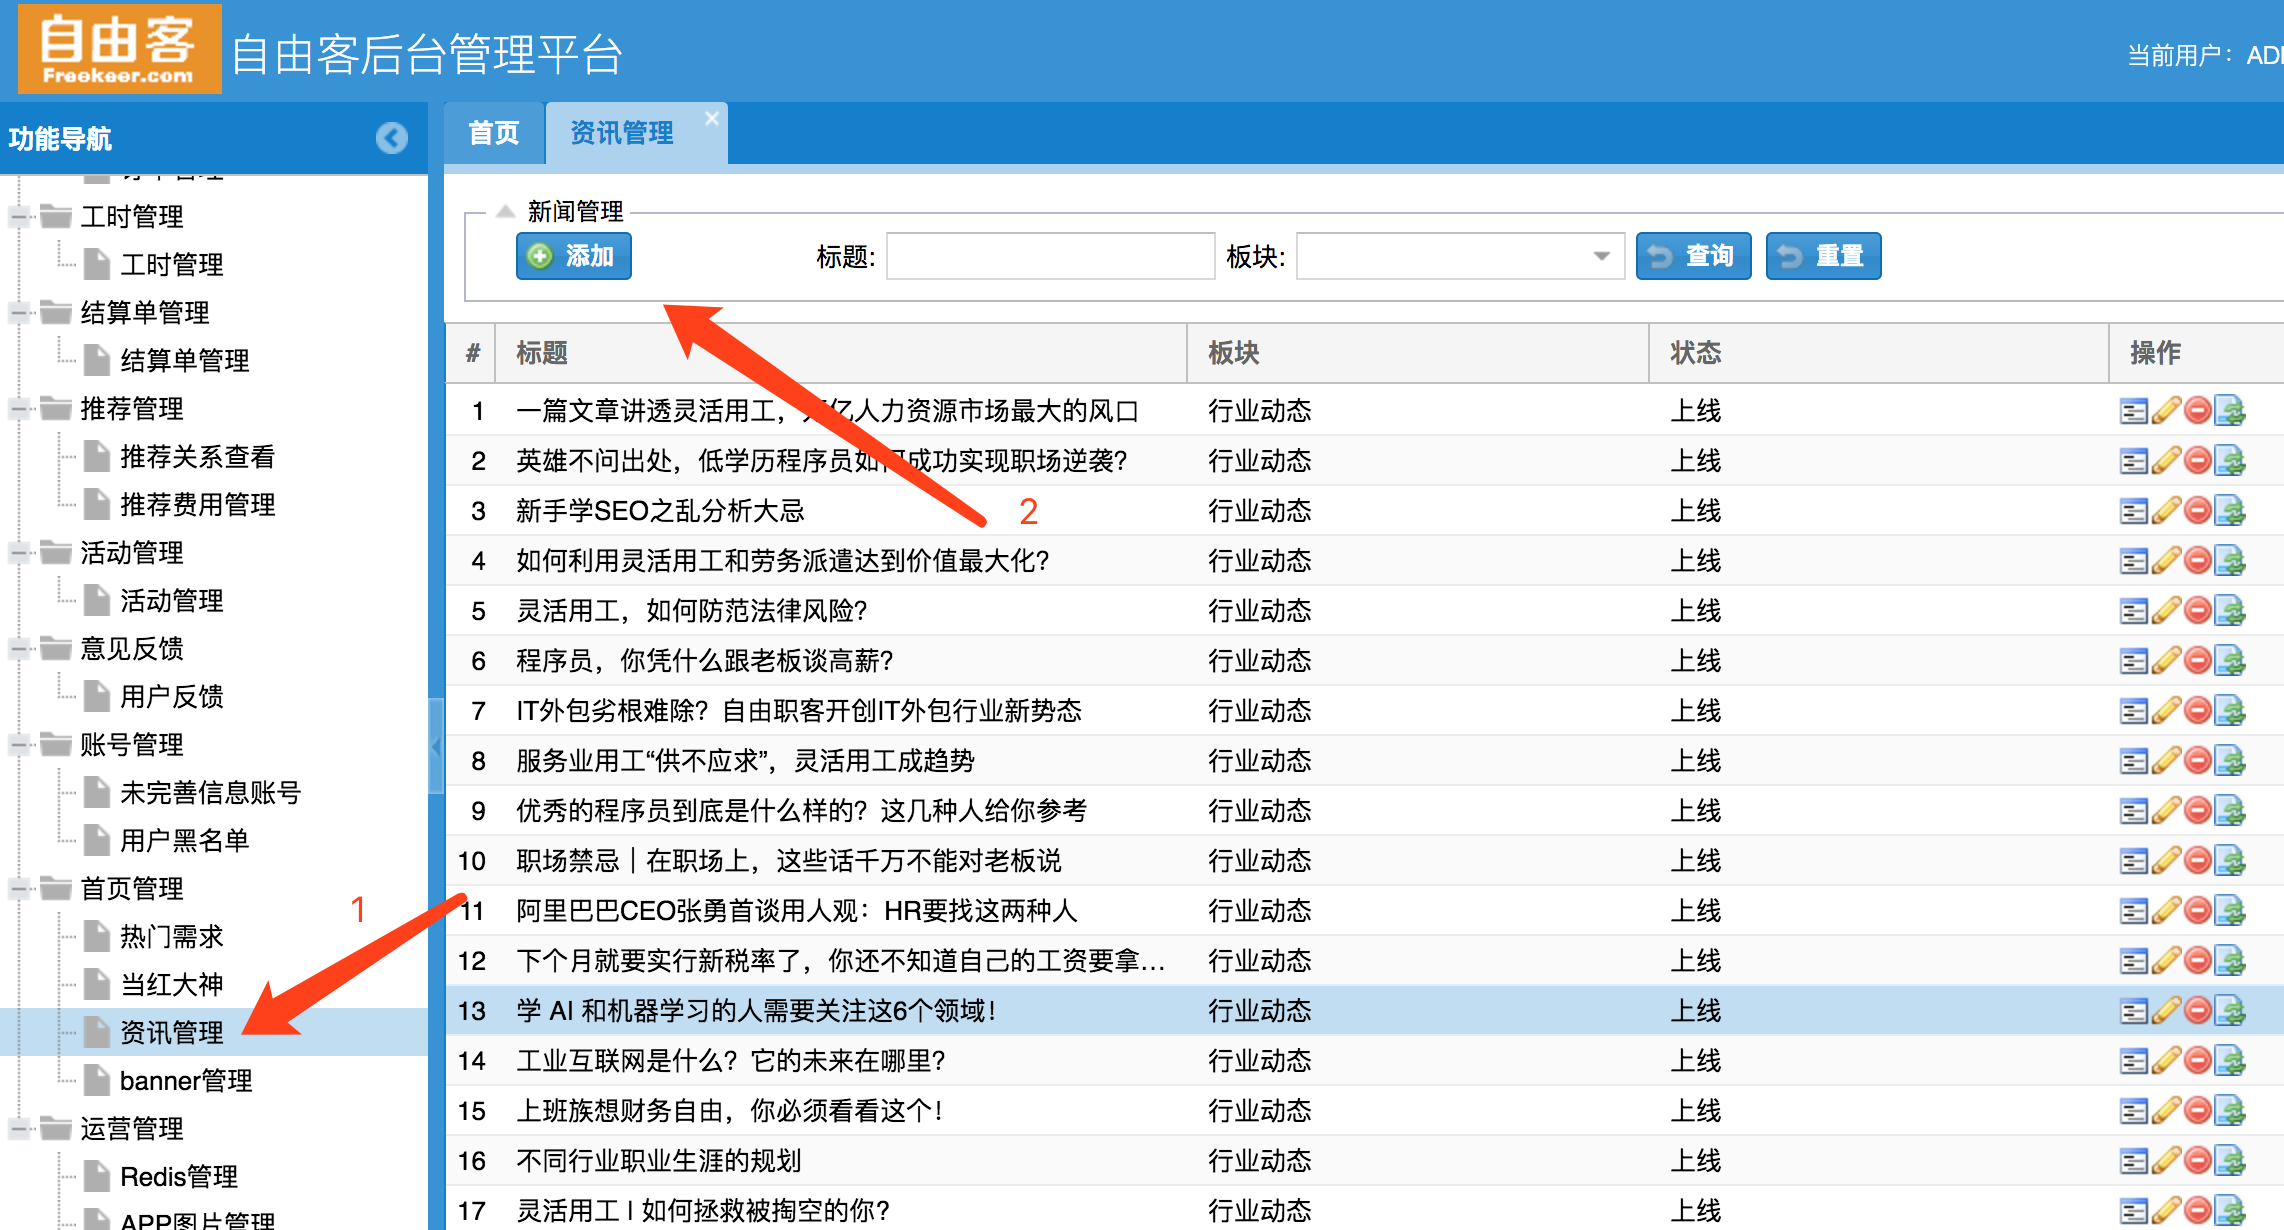 自由客
Freekeer.com
自由客后台管理平台
当前用户：
功能导航
首页
资讯管理
工时管理
工时管理
结算单管理
结算单管理
推荐管理
推荐关系查看
推荐费用管理
活动管理
活动管理
意见反馈
用户反馈
账号管理
未完善信息账号
用户黑名单
首页管理
热门需求
当红大神
资讯管理
banner管理
运营管理
Redis管理
APP图片管理
1
新闻管理
添加 标题: 板块: 查询 重置
# 标题 板块 状态 操作
1 一篇文章讲透灵活用工，亿人力资源市场最大的风口 行业动态 上线
2 英雄不问出处，低学历程序员如何成功实现职场逆袭？ 行业动态 上线
3 新手学SEO之乱分析大忌 行业动态 上线
2
4 如何利用灵活用工和劳务派遣达到价值最大化？ 行业动态 上线
5 灵活用工，如何防范法律风险？ 行业动态 上线
6 程序员，你凭什么跟老板谈高薪？ 行业动态 上线
7 IT外包劣根难除？自由职客开创IT外包行业新势态 行业动态 上线
8 服务业用工“供不应求”，灵活用工成趋势 行业动态 上线
9 优秀的程序员到底是什么样的？这几种人给你参考 行业动态 上线
10 职场禁忌｜在职场上，这些话千万不能对老板说 行业动态 上线
11 阿里巴巴CEO张勇首谈用人观：HR要找这两种人 行业动态 上线
12 下个月就要实行新税率了，你还不知道自己的工资要拿... 行业动态 上线
13 学 AI 和机器学习的人需要关注这6个领域！ 行业动态 上线
14 工业互联网是什么？它的未来在哪里？ 行业动态 上线
15 上班族想财务自由，你必须看看这个！ 行业动态 上线
16 不同行业职业生涯的规划 行业动态 上线
17 灵活用工 I 如何拯救被掏空的你？ 行业动态 上线